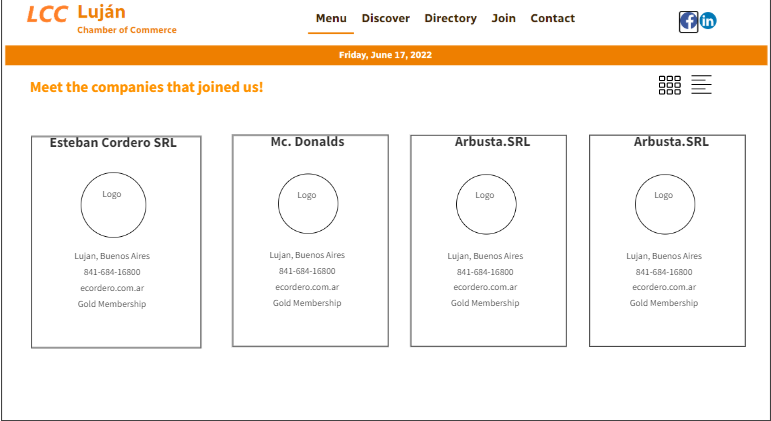 LCC Luján
Chamber of Commerce
Menu Discover Directory Join Contact
f in
Friday, June 17, 2022
Meet the companies that joined us!
Esteban Cordero SRL
Logo
Lujan, Buenos Aires
841-684-16800
ecordero.com.ar
Gold Membership
Mc. Donalds
Logo
Lujan, Buenos Aires
841-684-16800
ecordero.com.ar
Gold Membership
Arbusta.SRL
Logo
Lujan, Buenos Aires
841-684-16800
ecordero.com.ar
Gold Membership
Arbusta.SRL
Logo
Lujan, Buenos Aires
841-684-16800
ecordero.com.ar
Gold Membership